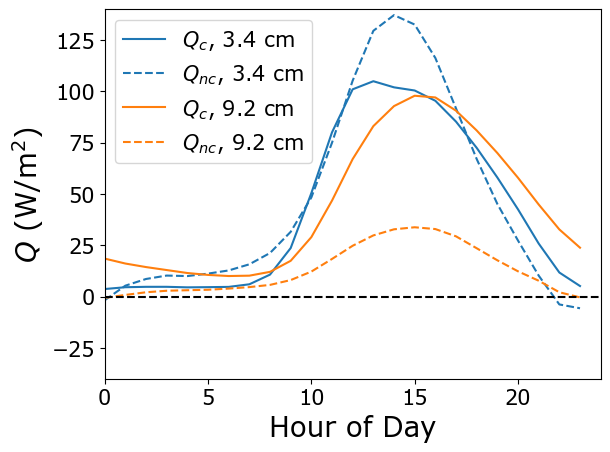 Q_c, 3.4 cm
Q_nc, 3.4 cm
Q_c, 9.2 cm
Q_nc, 9.2 cm
Q (W/m²)
125
100
75
50
25
0
−25
0 5 10 15 20
Hour of Day